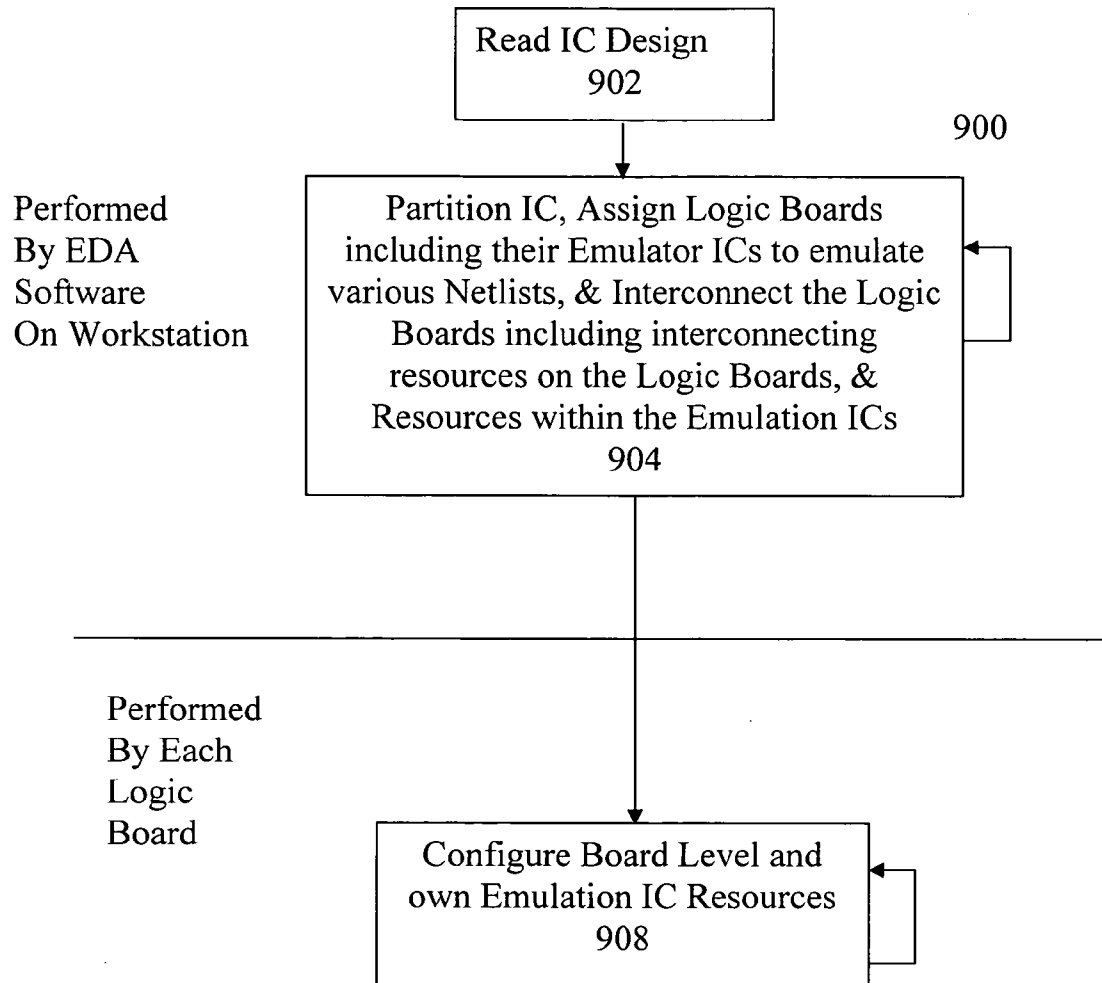 Read IC Design
902
900
Performed
By EDA
Software
On Workstation
Partition IC, Assign Logic Boards
including their Emulator ICs to emulate
various Netlists, & Interconnect the Logic
Boards including interconnecting
resources on the Logic Boards, &
Resources within the Emulation ICs
904
Performed
By Each
Logic
Board
Configure Board Level and
own Emulation IC Resources
908